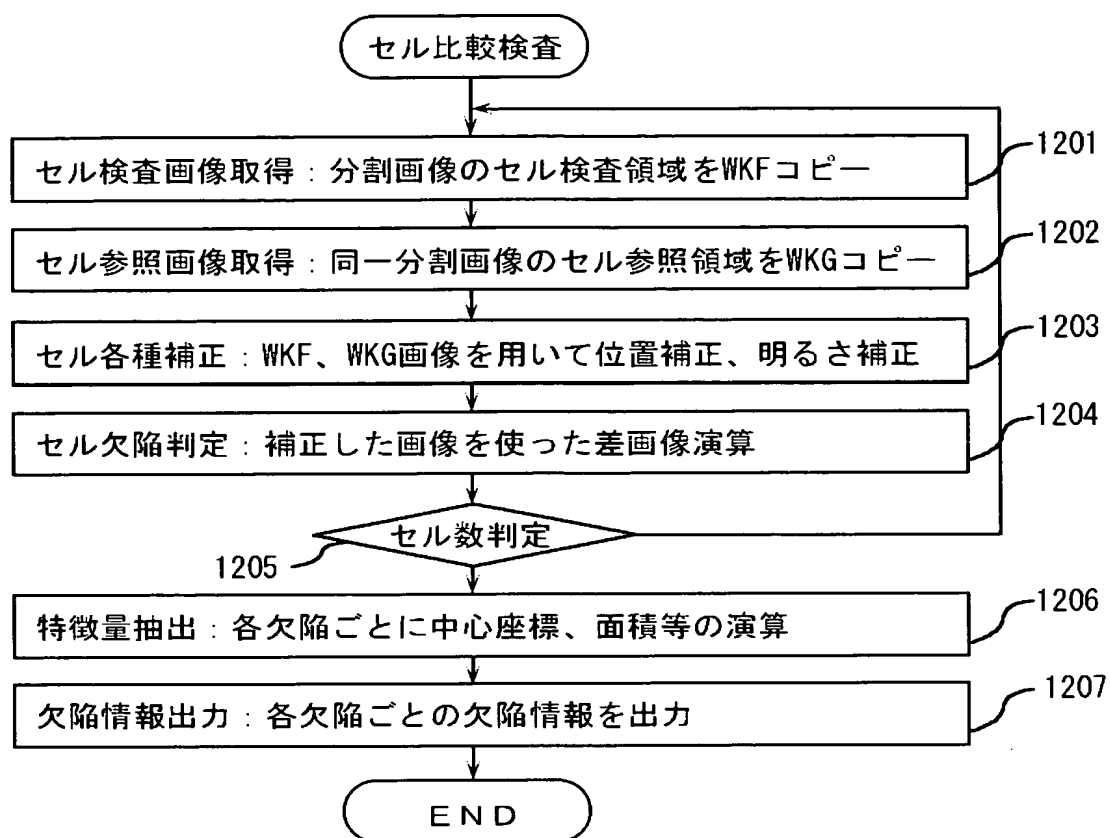 セル比較検査
セル検査画像取得：分割画像のセル検査領域をWKFコピー
1201
セル参照画像取得：同一分割画像のセル参照領域をWKGコピー
1202
セル各種補正：WKF、WKG画像を用いて位置補正、明るさ補正
1203
セル欠陥判定：補正した画像を使った差画像演算
1204
セル数判定
1205
特徴量抽出：各欠陥ごとに中心座標、面積等の演算
1206
欠陥情報出力：各欠陥ごとの欠陥情報を出力
1207
END